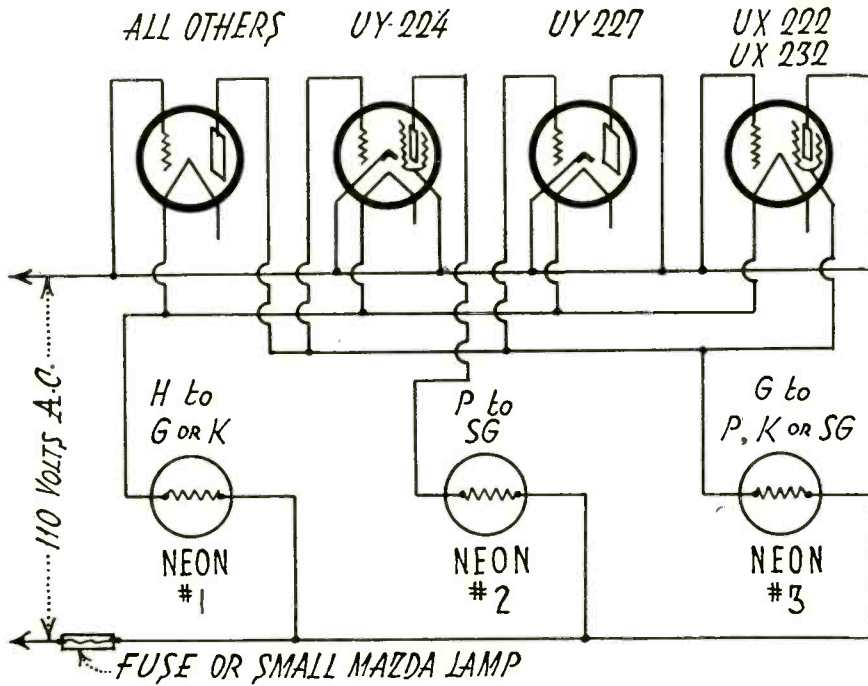 ALL OTHERS
UY-224
UY 227
UX 222
UX 232
110 VOLTS A.C.
H to
G OR K
P to
SG
G to
P, K OR SG
NEON
#1
NEON
#2
NEON
#3
FUSE OR SMALL MAZDA LAMP